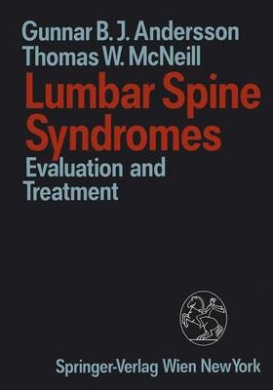 Gunnar B. J. Andersson
Thomas W. McNeill
Lumbar Spine
Syndromes
Evaluation and
Treatment
Springer-Verlag Wien New York